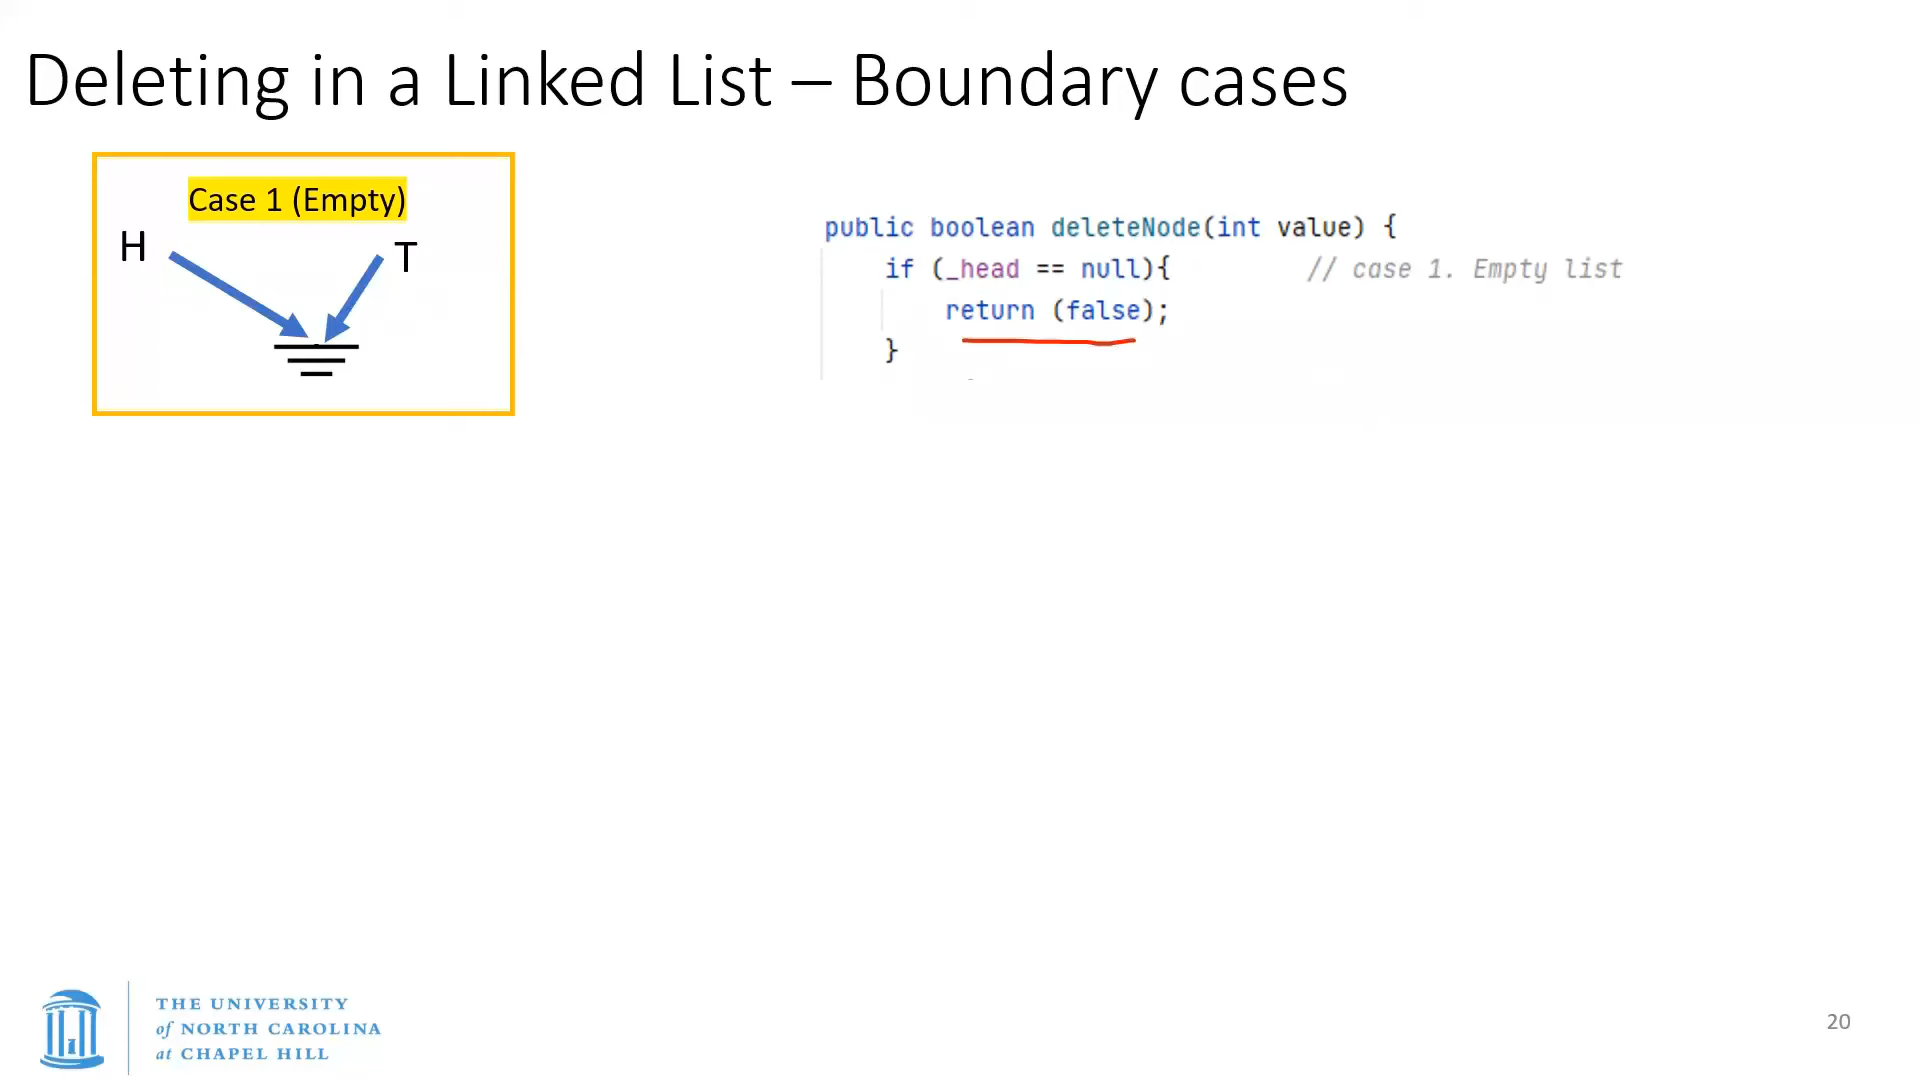 Deleting in a Linked List – Boundary cases
Case 1 (Empty)
H
T
public boolean deleteNode(int value) {
if (_head == null){ // case 1. Empty list
return (false);
}
THE UNIVERSITY
of NORTH CAROLINA
at CHAPEL HILL
20